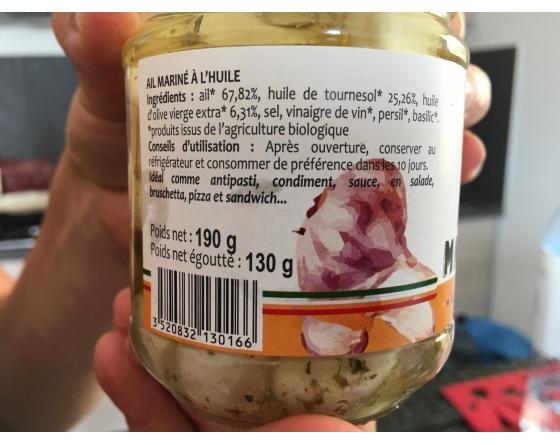 AIL MARINÉ À L'HUILE
Ingrédients : ail* 67,82%, huile de tournesol* 25,26%, huile
d'olive vierge extra* 6,31%, sel, vinaigre de vin*, persil*, basilic*.
*produits issus de l'agriculture biologique
Conseils d'utilisation : Après ouverture, conserver au
réfrigérateur et consommer de préférence dans les 10 jours.
Idéal comme antipasti, condiment, sauce, en salade,
bruschetta, pizza et sandwich...
Poids net : 190 g
Poids net égoutté : 130 g
3 520832 130166